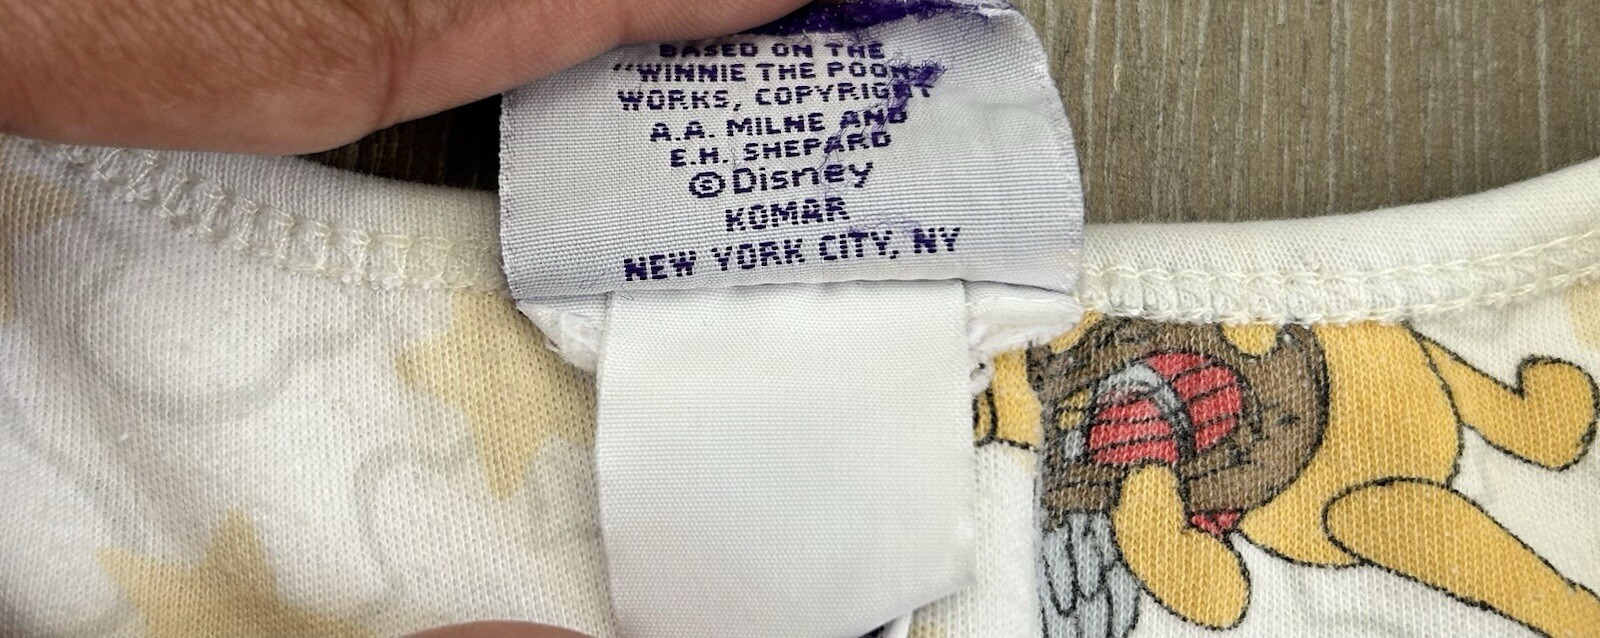 BASED ON THE
"WINNIE THE POOH"
WORKS, COPYRIGHT
A.A. MILNE AND
E.H. SHEPARD
©Disney
KOMAR
NEW YORK CITY, NY